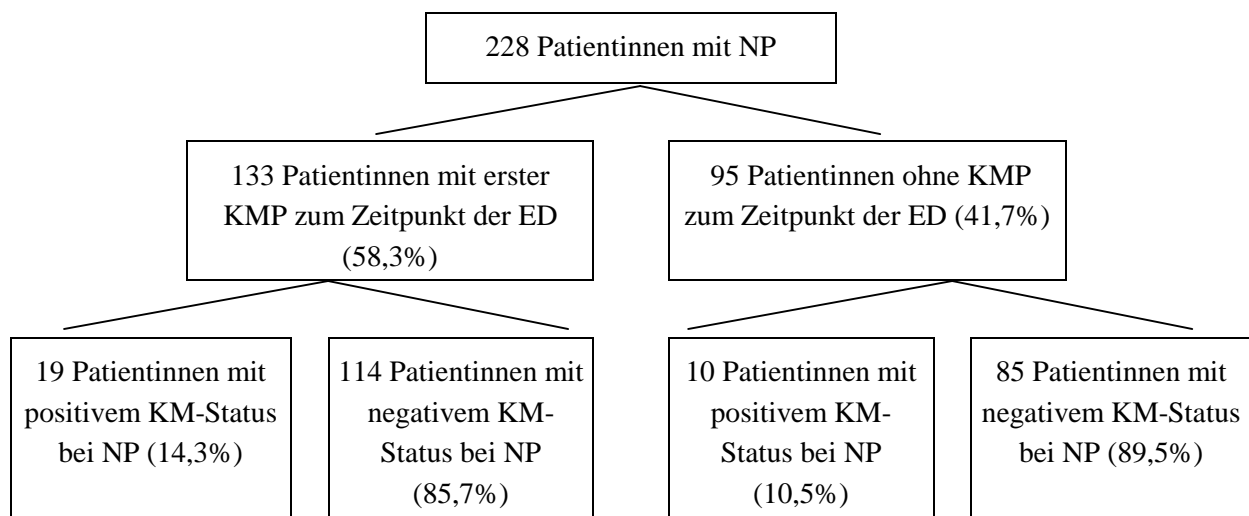 228 Patientinnen mit NP
133 Patientinnen mit erster
KMP zum Zeitpunkt der ED
(58,3%)
95 Patientinnen ohne KMP
zum Zeitpunkt der ED (41,7%)
19 Patientinnen mit
positivem KM-Status
bei NP (14,3%)
114 Patientinnen mit
negativem KM-
Status bei NP
(85,7%)
10 Patientinnen mit
positivem KM-
Status bei NP
(10,5%)
85 Patientinnen mit
negativem KM-Status
bei NP (89,5%)